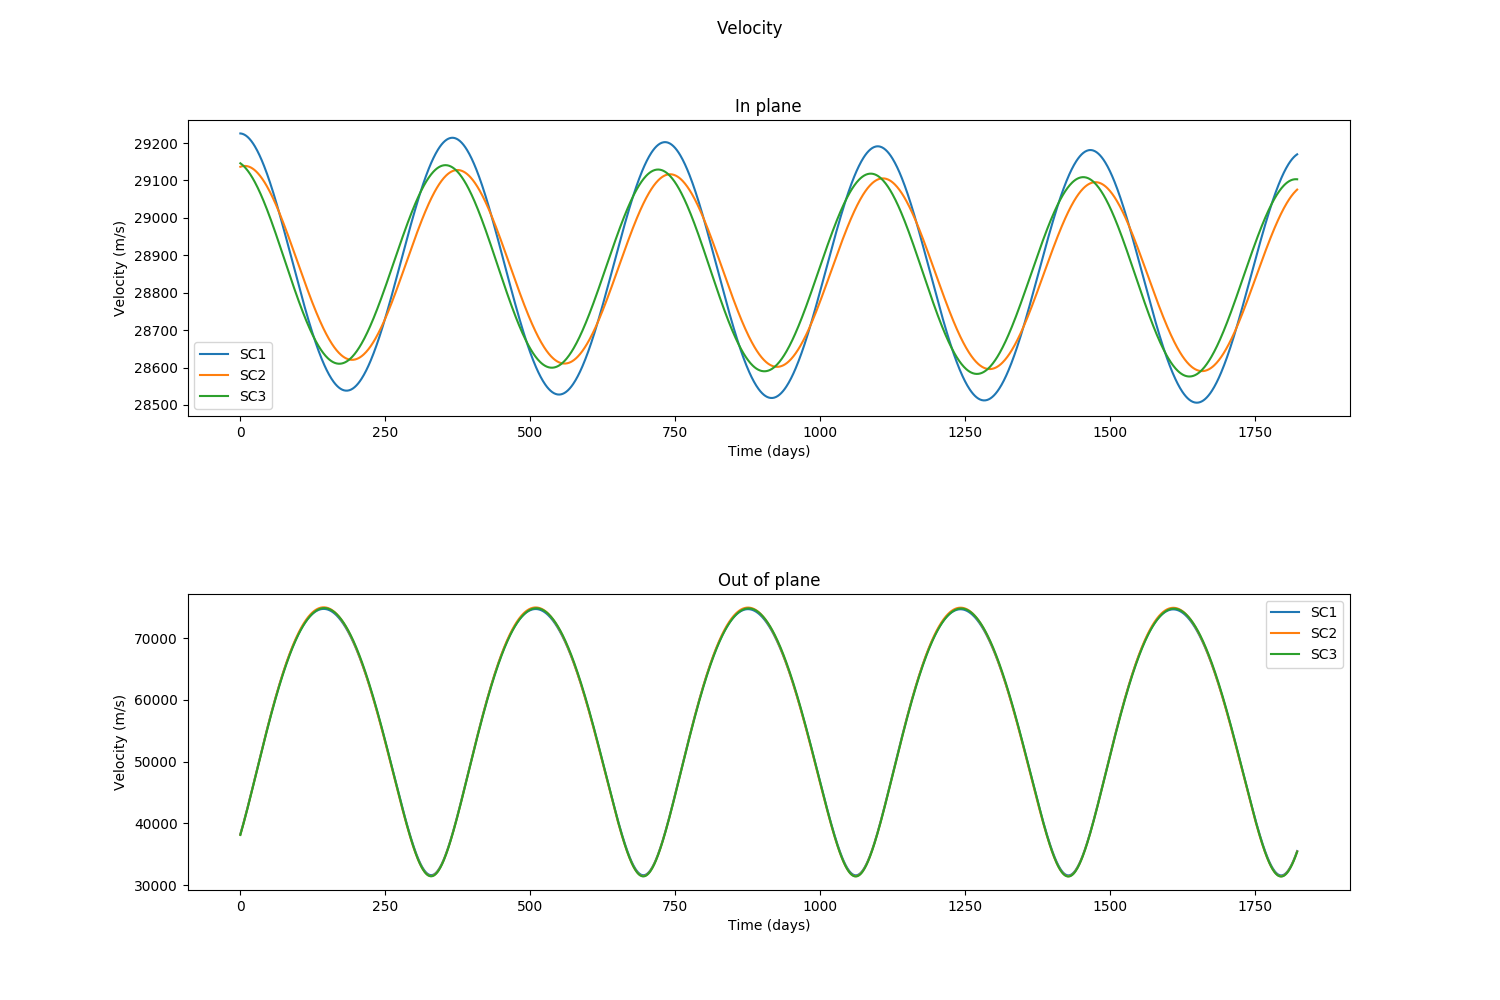 Velocity
In plane
29200
29100
29000
28900
28800
28700
28600
28500
Velocity (m/s)
SC1
SC2
SC3
0 250 500 750 1000 1250 1500 1750
Time (days)
Out of plane
70000
60000
50000
40000
30000
Velocity (m/s)
SC1
SC2
SC3
0 250 500 750 1000 1250 1500 1750
Time (days)